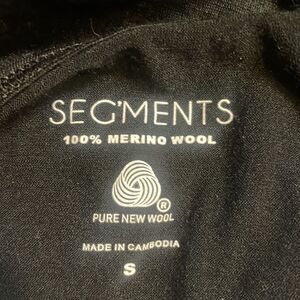 SEG'MENTS
100% MERINO WOOL
®
PURE NEW WOOL
MADE IN CAMBODIA
S